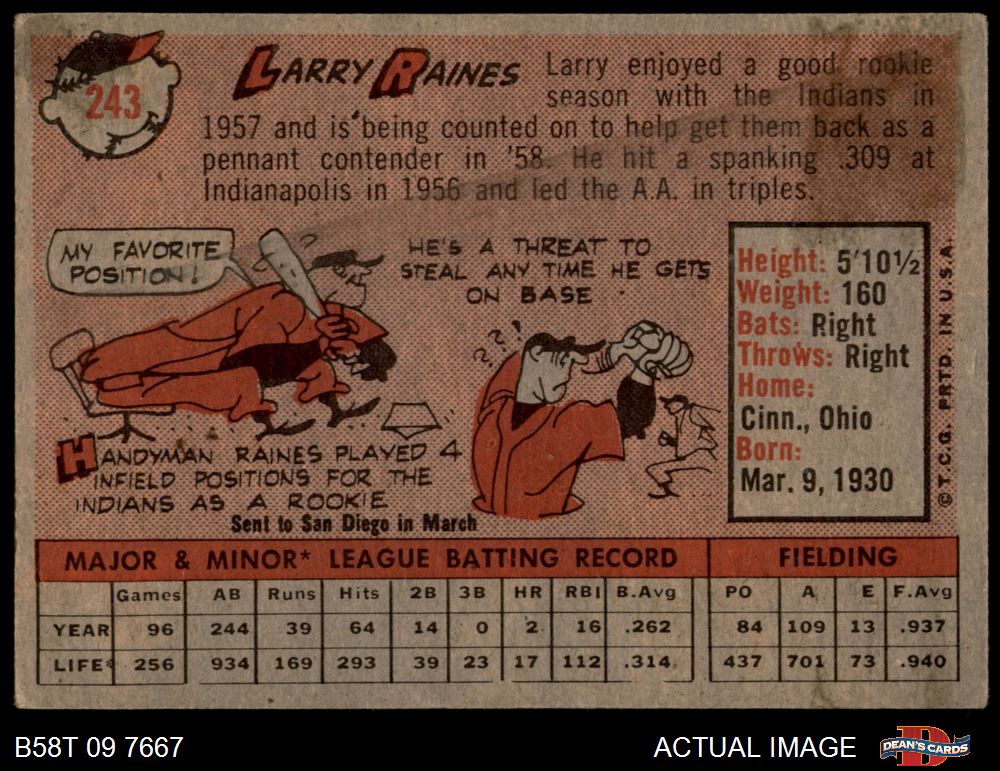 243
LARRY RAINES
Larry enjoyed a good rookie
season with the Indians in
1957 and is being counted on to help get them back as a
pennant contender in '58. He hit a spanking .309 at
Indianapolis in 1956 and led the A.A. in triples.
MY FAVORITE
POSITION!
HE'S A THREAT TO
STEAL ANY TIME HE GETS
ON BASE
? ? !
HANDYMAN RAINES PLAYED 4
INFIELD POSITIONS FOR THE
INDIANS AS A ROOKIE
Sent to San Diego in March
Height: 5'10½
Weight: 160
Bats: Right
Throws: Right
Home:
Cinn., Ohio
Born:
Mar. 9, 1930
© T.C.G. PRTD. IN U.S.A.
MAJOR & MINOR* LEAGUE BATTING RECORD FIELDING
Games AB Runs Hits 2B 3B HR RBI B.Avg PO A E F.Avg
YEAR 96 244 39 64 14 0 2 16 .262 84 109 13 .937
LIFE* 256 934 169 293 39 23 17 112 .314 437 701 73 .940
B58T 09 7667
ACTUAL IMAGE
DEAN'S CARDS